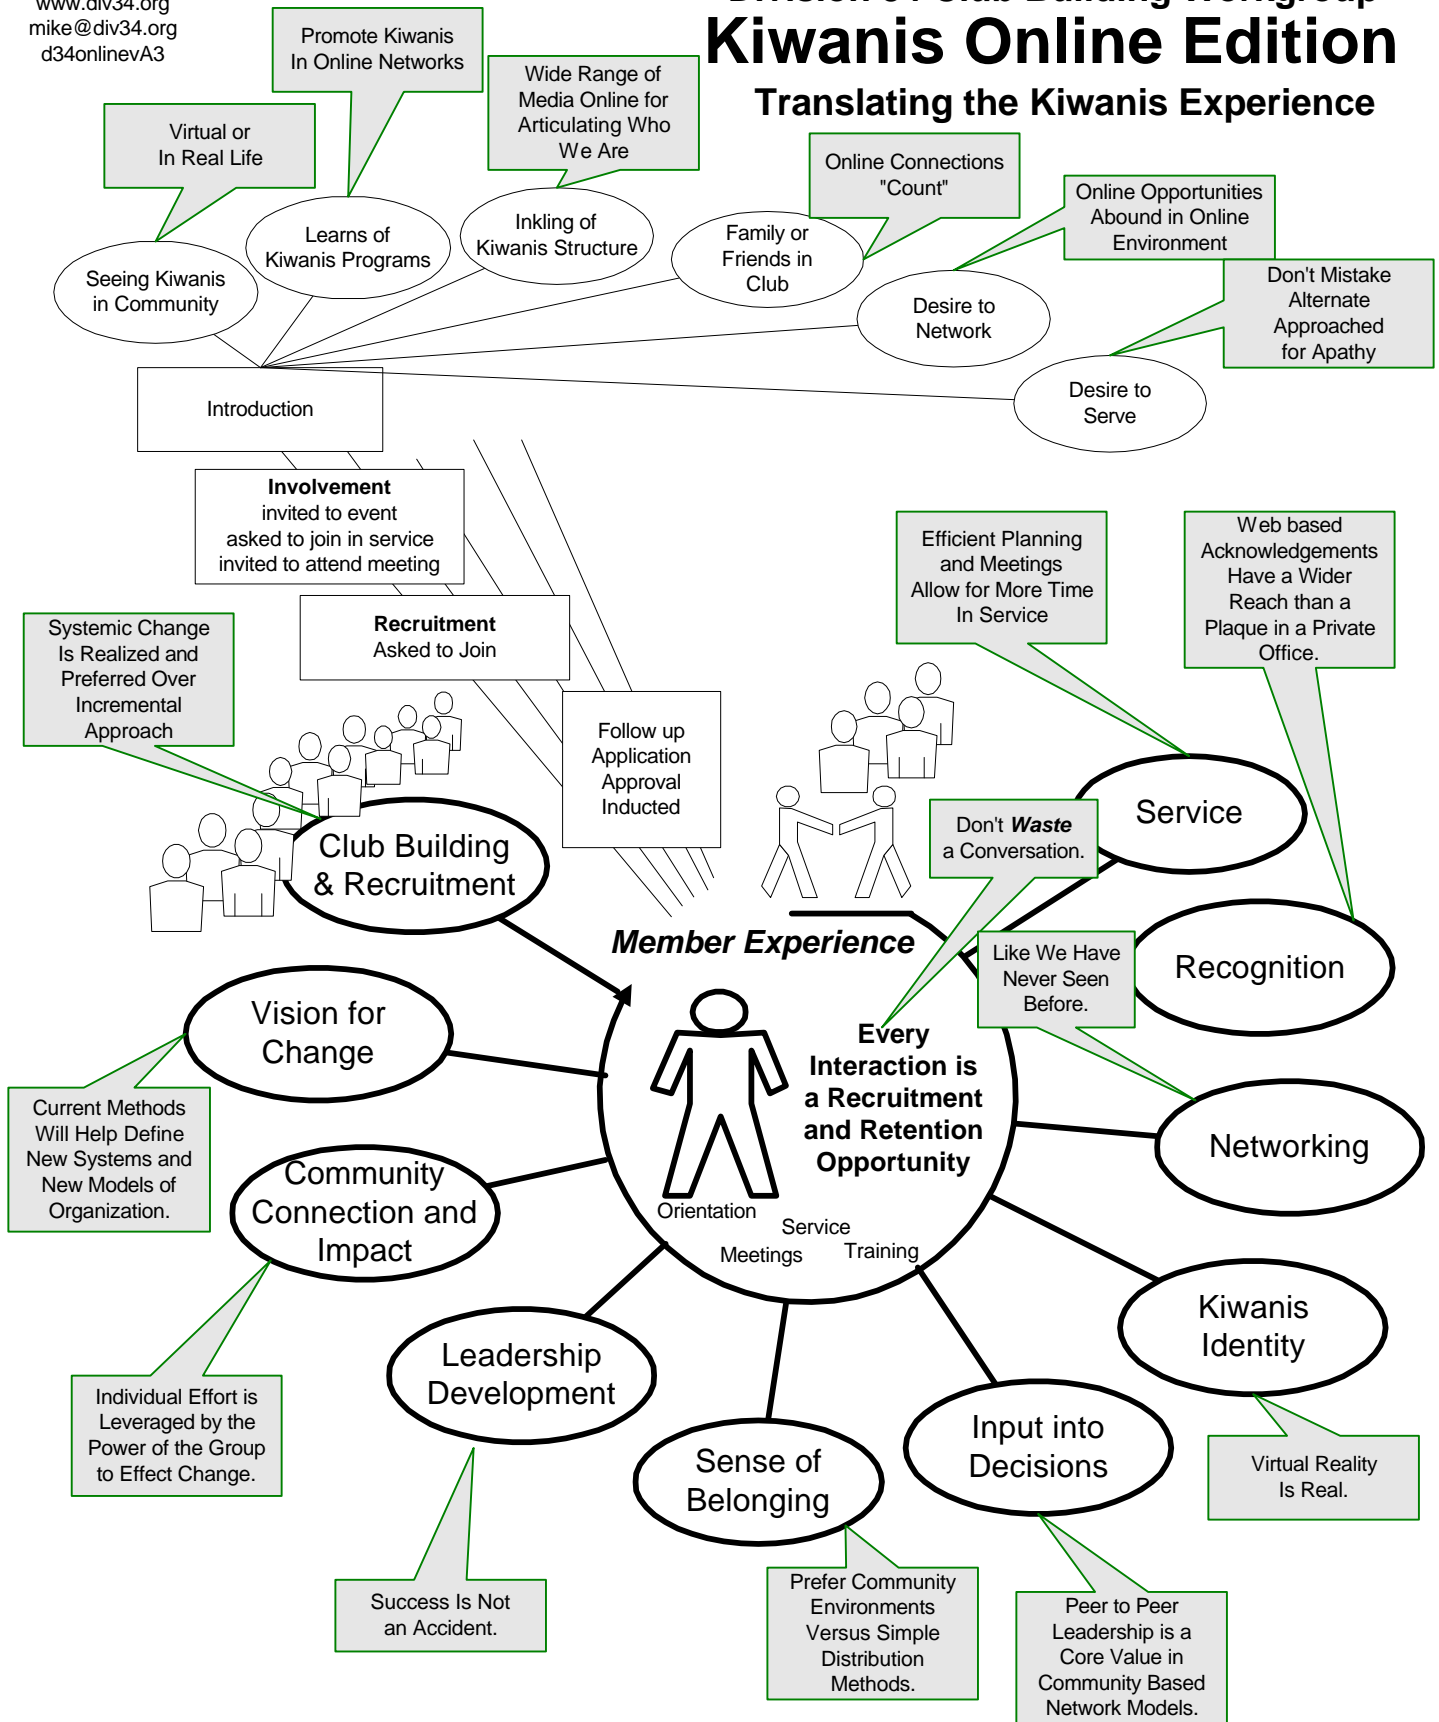 www.div34.org
mike@div34.org
d34onlinevA3
Division 34 Club Building Workgroup
Kiwanis Online Edition
Translating the Kiwanis Experience
Promote Kiwanis
In Online Networks
Wide Range of
Media Online for
Articulating Who
We Are
Virtual or
In Real Life
Online Connections
"Count"
Online Opportunities
Abound in Online
Environment
Don't Mistake
Alternate
Approached
for Apathy
Seeing Kiwanis
in Community
Learns of
Kiwanis Programs
Inkling of
Kiwanis Structure
Family or
Friends in
Club
Desire to
Network
Desire to
Serve
Introduction
Involvement
invited to event
asked to join in service
invited to attend meeting
Recruitment
Asked to Join
Follow up
Application
Approval
Inducted
Systemic Change
Is Realized and
Preferred Over
Incremental
Approach
Efficient Planning
and Meetings
Allow for More Time
In Service
Web based
Acknowledgements
Have a Wider
Reach than a
Plaque in a Private
Office.
Club Building
& Recruitment
Don't Waste
a Conversation.
Service
Member Experience
Like We Have
Never Seen
Before.
Recognition
Vision for
Change
Every
Interaction is
a Recruitment
and Retention
Opportunity
Networking
Current Methods
Will Help Define
New Systems and
New Models of
Organization.
Community
Connection and
Impact
Orientation
Service
Meetings
Training
Kiwanis
Identity
Leadership
Development
Input into
Decisions
Sense of
Belonging
Individual Effort is
Leveraged by the
Power of the Group
to Effect Change.
Virtual Reality
Is Real.
Success Is Not
an Accident.
Prefer Community
Environments
Versus Simple
Distribution
Methods.
Peer to Peer
Leadership is a
Core Value in
Community Based
Network Models.